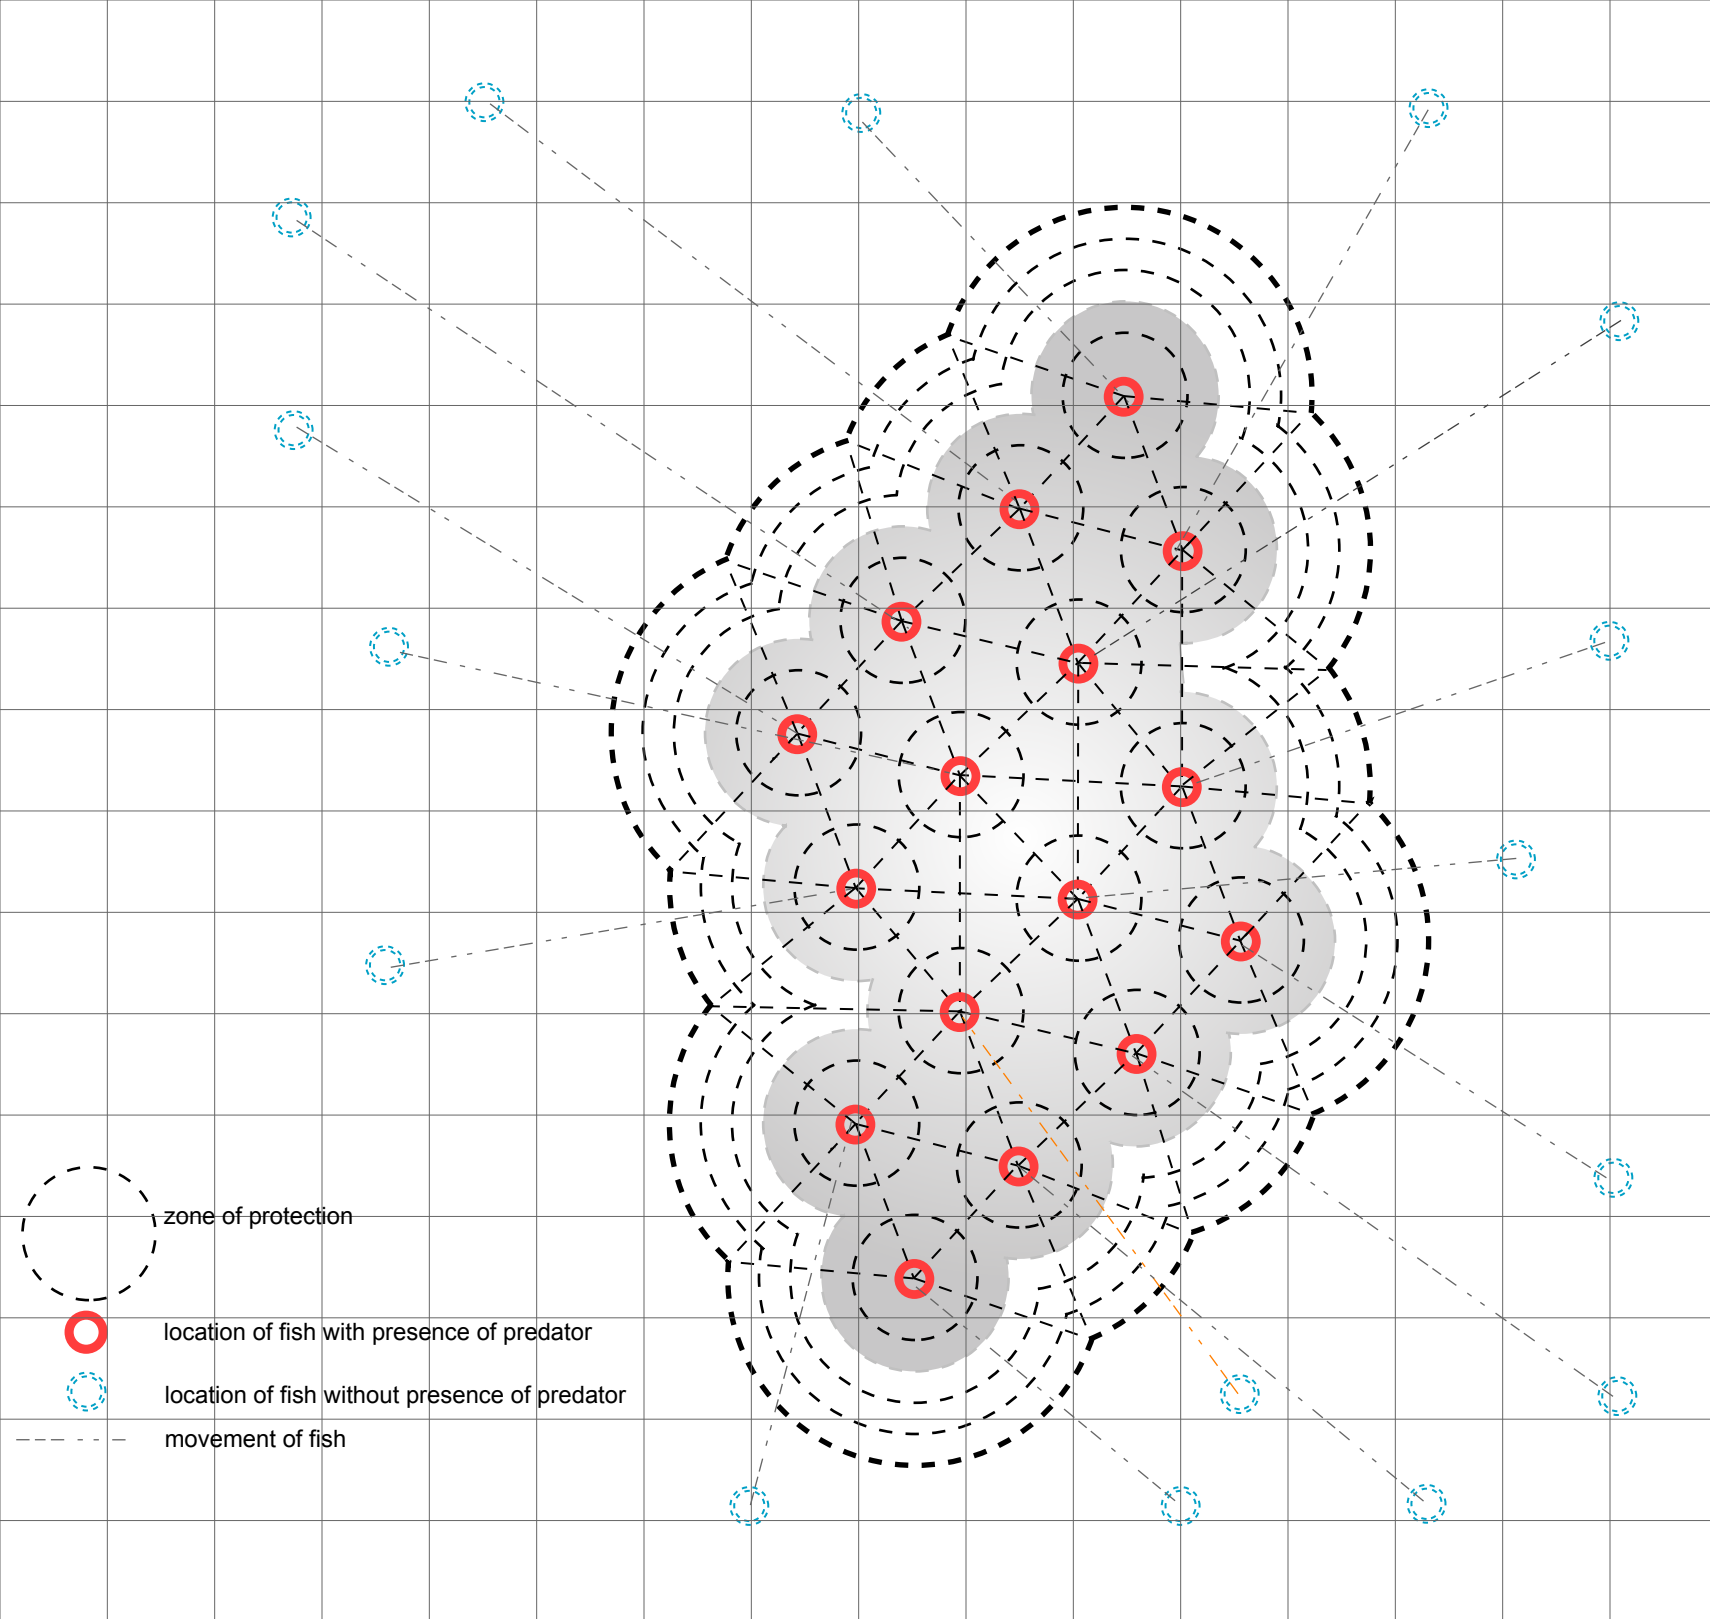 zone of protection
location of fish with presence of predator
location of fish without presence of predator
movement of fish